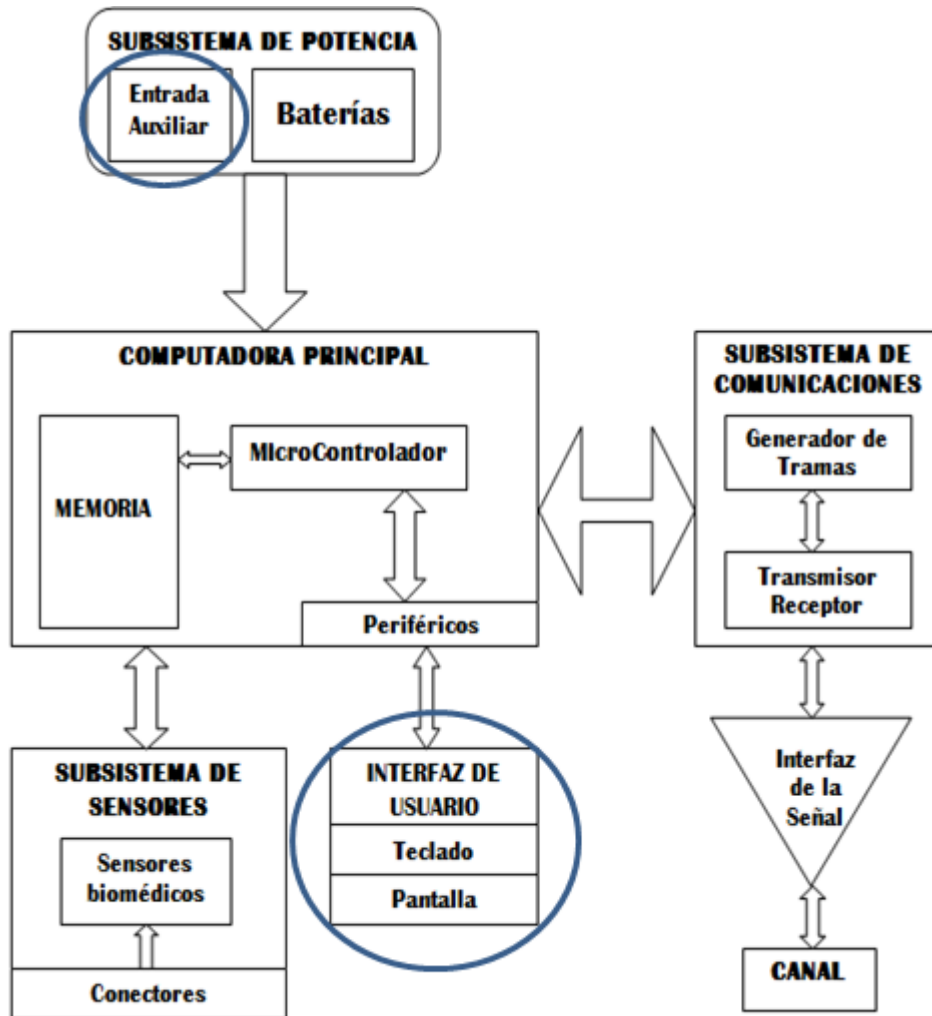 SUBSISTEMA DE POTENCIA
Entrada
Auxiliar
Baterías
COMPUTADORA PRINCIPAL
MEMORIA
MIcroControlador
Periféricos
SUBSISTEMA DE
COMUNICACIONES
Generador de
Tramas
Transmisor
Receptor
SUBSISTEMA DE
SENSORES
Sensores
biomédicos
Conectores
INTERFAZ DE
USUARIO
Teclado
Pantalla
Interfaz
de la
Señal
CANAL